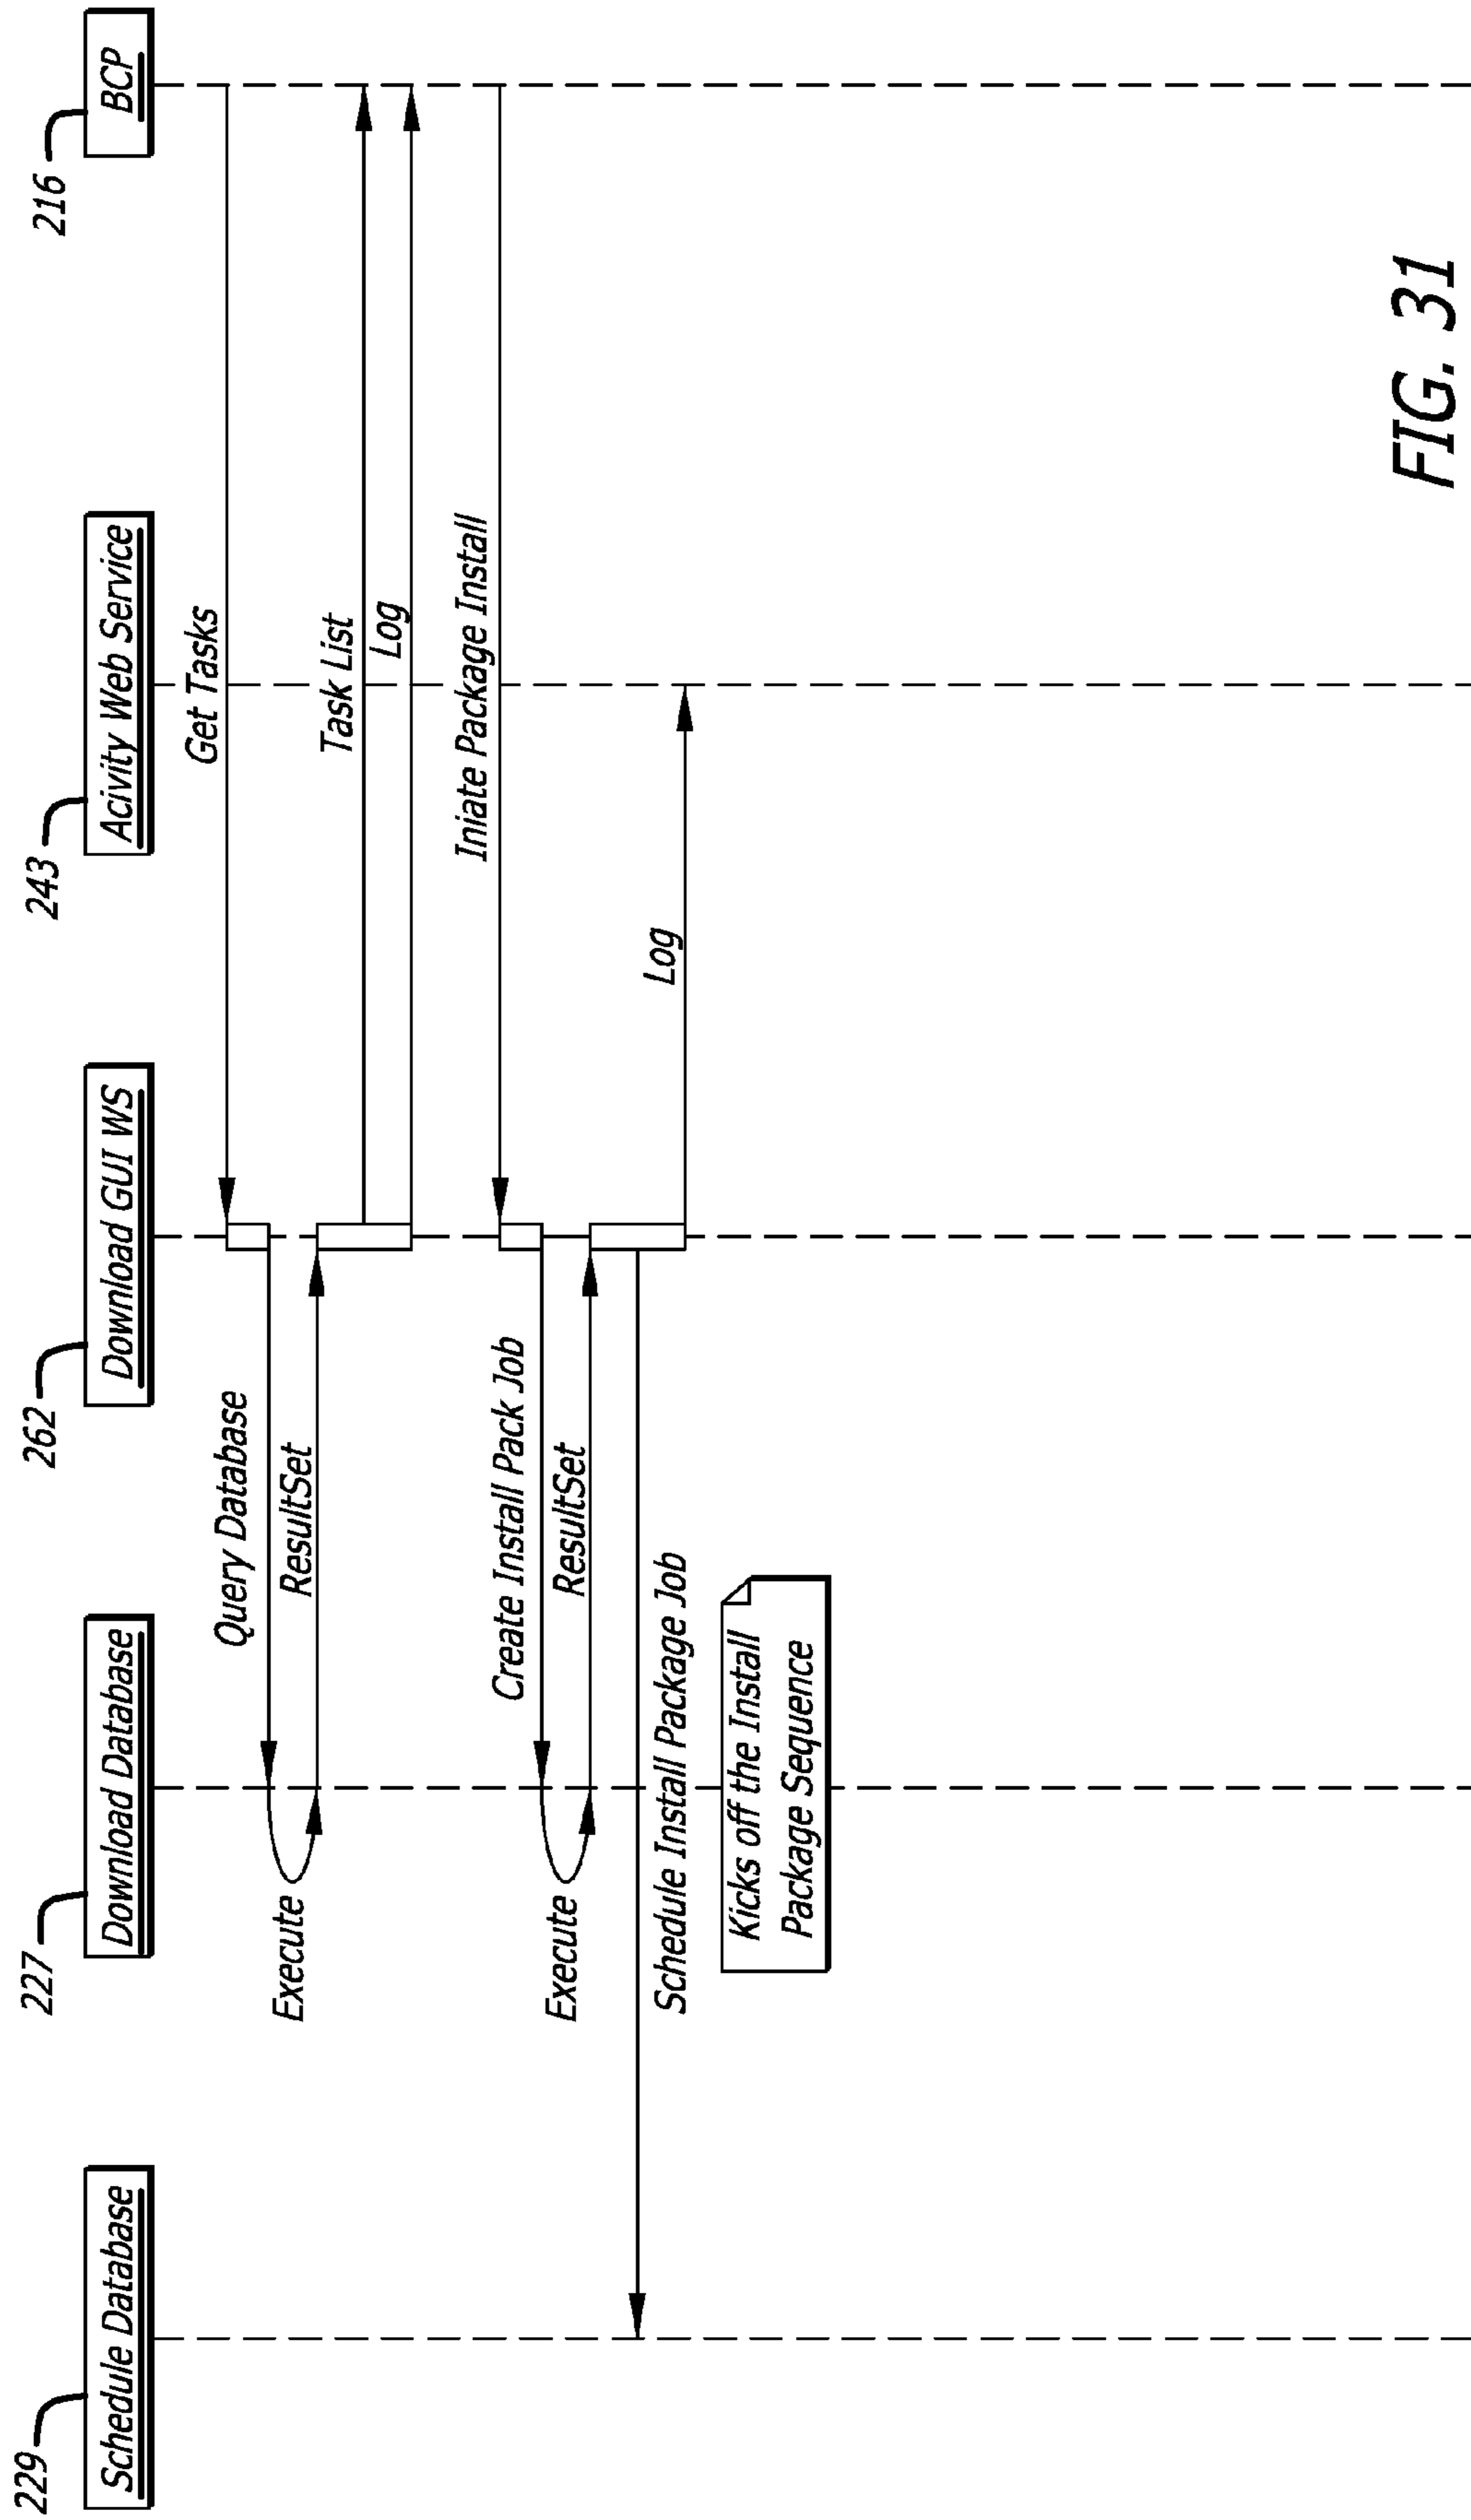 229
227
262
243
216
Schedule Database
Download Database
Download GUI WS
Acivity Web Service
BCP
Get Tasks
Query Database
Execute
ResultSet
Task List
Log
Iniate Package Install
Create Install Pack Job
Execute
ResultSet
Schedule Install Package Job
Log
Kicks off the Install
Package Sequence
FIG. 31